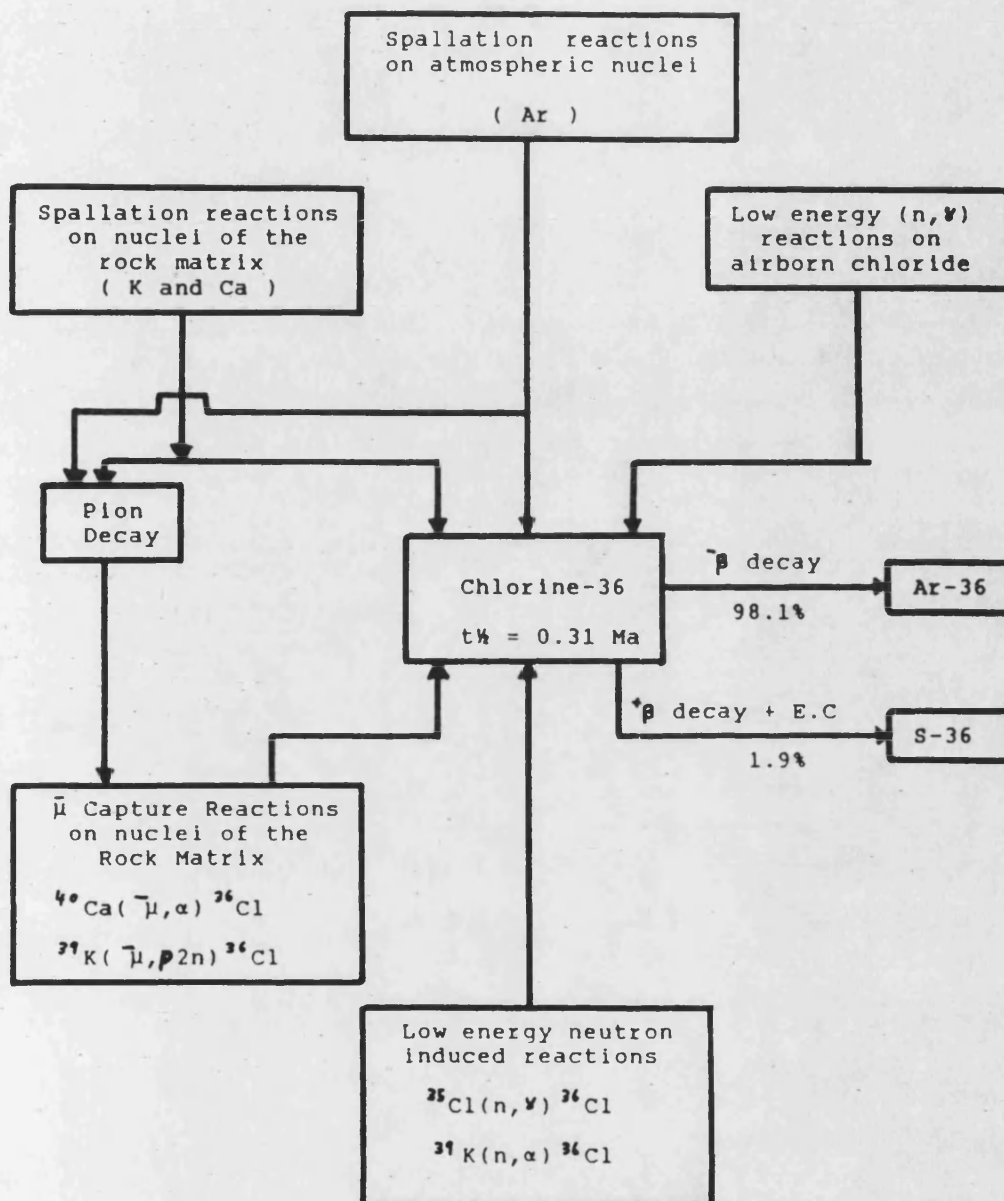 Spallation reactions
on atmospheric nuclei
( Ar )
Spallation reactions
on nuclei of the
rock matrix
( K and Ca )
Low energy (n,γ)
reactions on
airborn chloride
Pion
Decay
Chlorine-36
t½ = 0.31 Ma
⁻β decay
98.1%
Ar-36
⁺β decay + E.C
1.9%
S-36
μ̄ Capture Reactions
on nuclei of the
Rock Matrix
⁴⁰Ca(⁻μ,α)³⁶Cl
³⁹K(⁻μ,p2n)³⁶Cl
Low energy neutron
induced reactions
³⁵Cl(n,γ)³⁶Cl
³⁹K(n,α)³⁶Cl